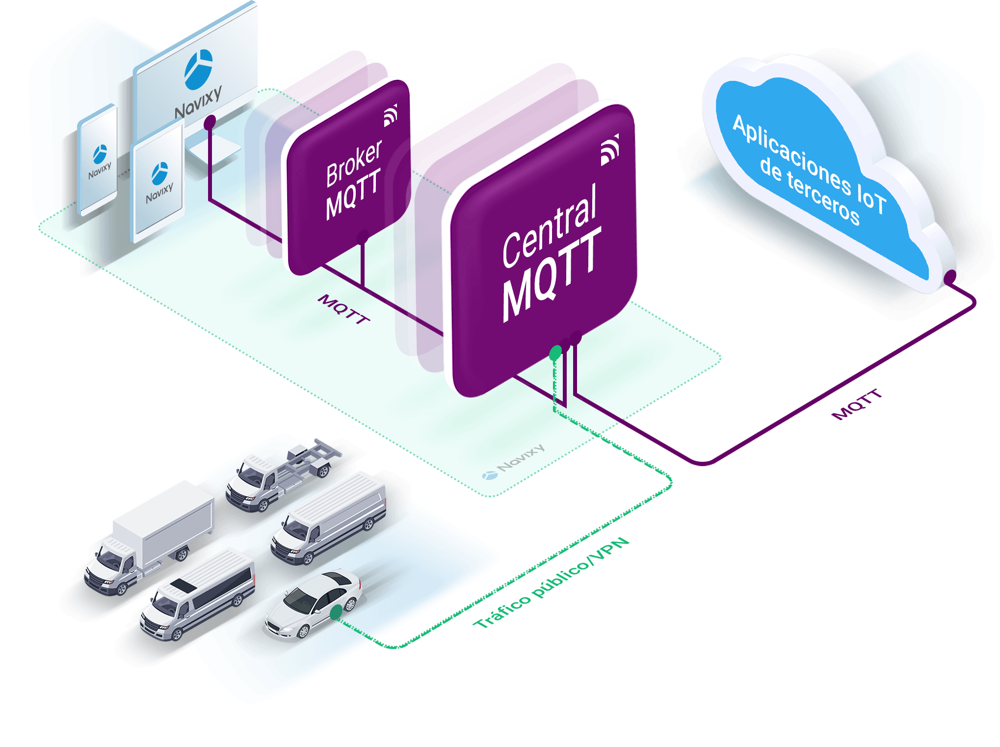 Navixy
Navixy
Navixy
Broker
MQTT
Central
MQTT
Aplicaciones IoT
de terceros
MQTT
MQTT
Navixy
Tráfico público/VPN